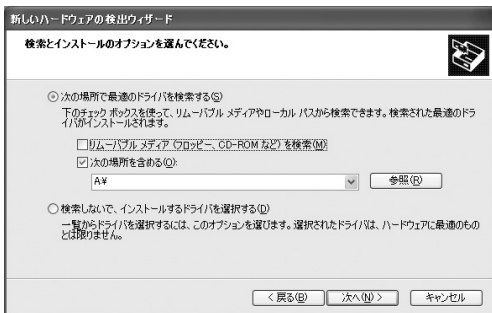 新しいハードウェアの検出ウィザード
検索とインストールのオプションを選んでください。
次の場所で最適のドライバを検索する(S)
下のチェック ボックスを使って、リムーバブル メディアやローカル パスから検索できます。検索された最適のドラ
イバがインストールされます。
リムーバブル メディア (フロッピー、CD-ROM など) を検索(M)
次の場所を含める(O):
A¥
参照(R)
検索しないで、インストールするドライバを選択する(D)
一覧からドライバを選択するには、このオプションを選びます。選択されたドライバは、ハードウェアに最適のもの
とは限りません。
< 戻る(B) 次へ(N) > キャンセル